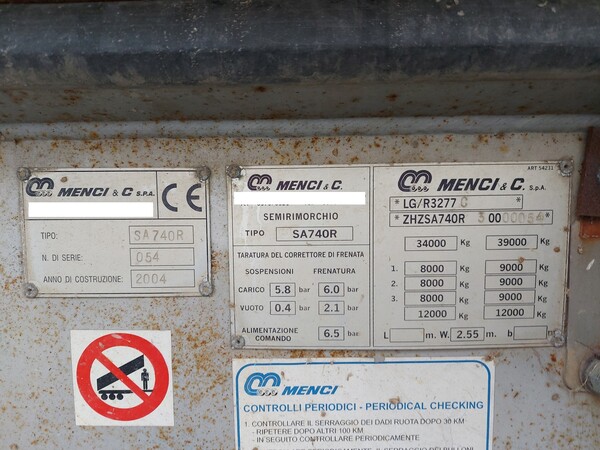 MENCI & C. S.P.A. CE
TIPO: SA740R
N. DI SERIE: 054
ANNO DI COSTRUZIONE: 2004
MENCI & C.
SEMIRIMORCHIO
TIPO SA740R
TARATURA DEL CORRETTORE DI FRENATA
SOSPENSIONI FRENATURA
CARICO 5.8 bar 6.0 bar
VUOTO 0.4 bar 2.1 bar
ALIMENTAZIONE
COMANDO 6.5 bar
ART 54211
MENCI & C. S.p.A.
* LG/R3277 C *
* ZHZSA740R 30000054 *
34000 Kg 39000 Kg
1. 8000 Kg 9000 Kg
2. 8000 Kg 9000 Kg
3. 8000 Kg 9000 Kg
12000 Kg 12000 Kg
L m. W. 2.55 m. b m
MENCI
CONTROLLI PERIODICI - PERIODICAL CHECKING
1. CONTROLLARE IL SERRAGGIO DEI DADI RUOTA DOPO 30 KM
- RIPETERE DOPO ALTRI 100 KM
- IN SEGUITO CONTROLLARE PERIODICAMENTE